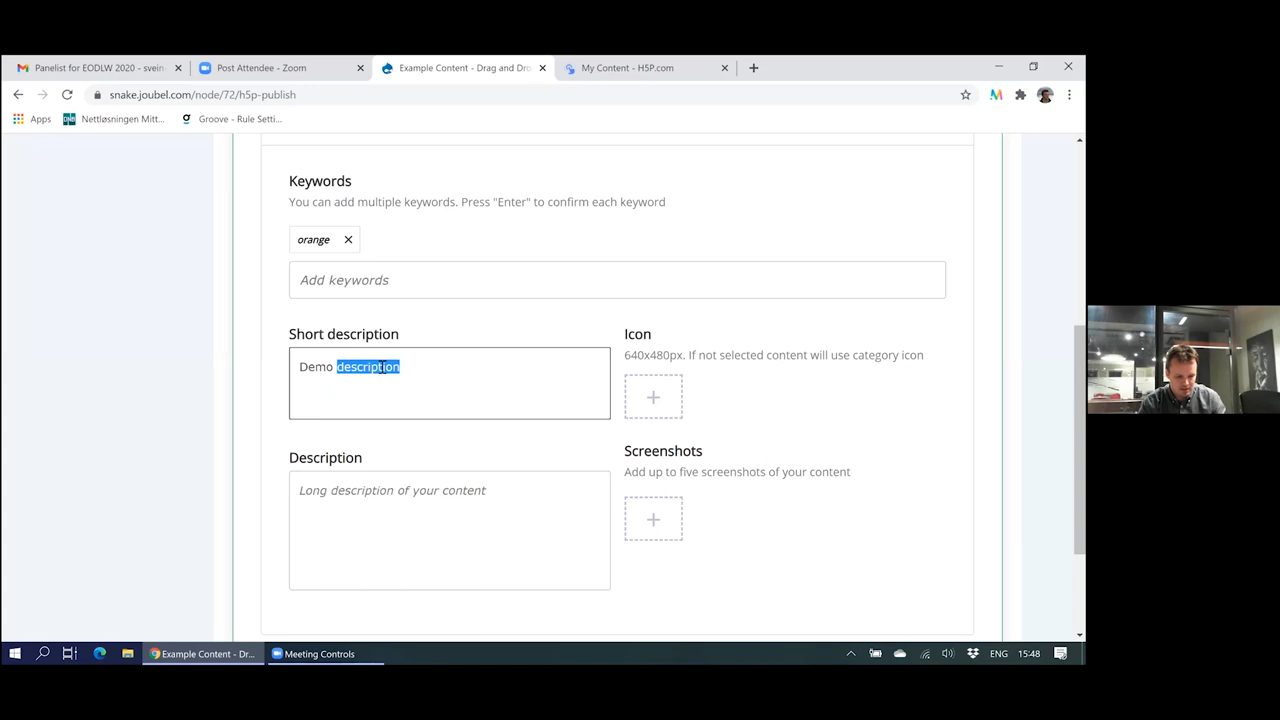 Panelist for EODLW 2020 - svein
Post Attendee - Zoom
Example Content - Drag and Dro
My Content - H5P.com
snake.joubel.com/node/72/h5p-publish
Apps
DNB
Nettløsningen Mitt...
Groove - Rule Setti...
Keywords
You can add multiple keywords. Press "Enter" to confirm each keyword
orange
Add keywords
Short description
Demo description
Icon
640x480px. If not selected content will use category icon
Description
Long description of your content
Screenshots
Add up to five screenshots of your content
Example Content - Dr...
Meeting Controls
ENG
15:48